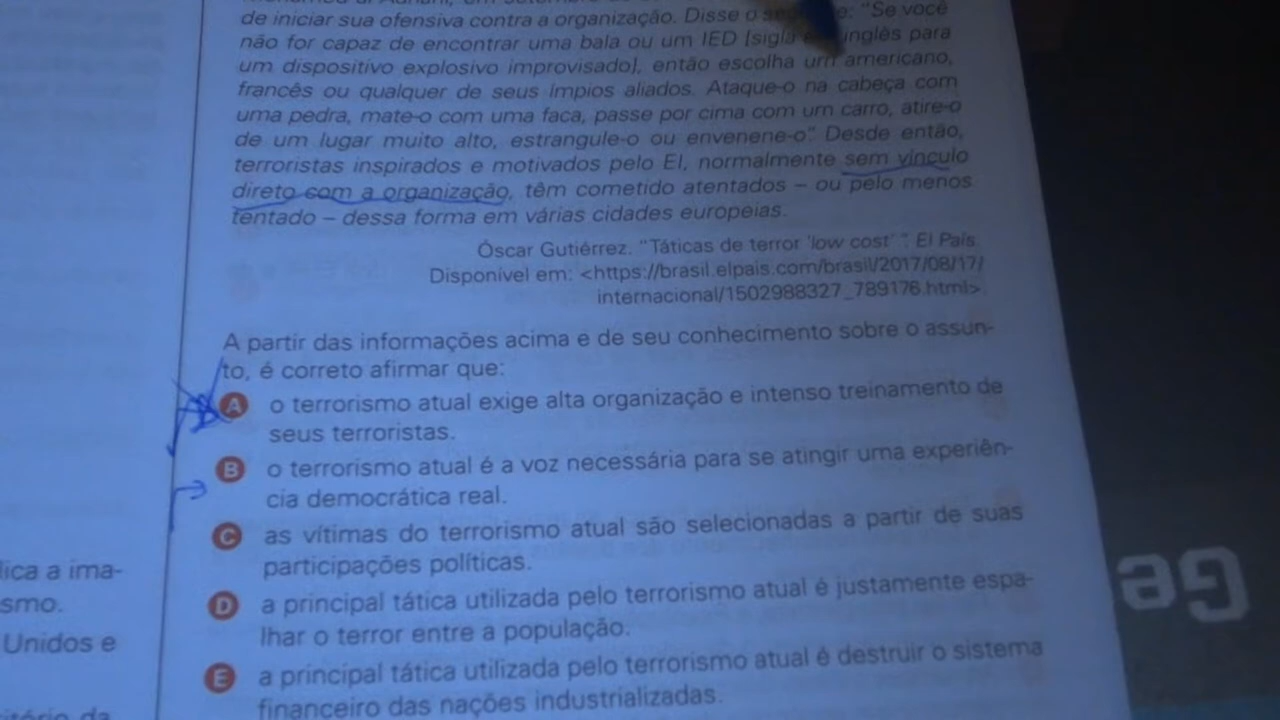 de iniciar sua ofensiva contra a organização. Disse o "Se você
não for capaz de encontrar uma bala ou um IED [sigla inglês para
um dispositivo explosivo improvisado], então escolha um americano,
francês ou qualquer de seus ímpios aliados. Ataque-o na cabeça com
uma pedra, mate-o com uma faca, passe por cima com um carro, atire-o
de um lugar muito alto, estrangule-o ou envenene-o". Desde então,
terroristas inspirados e motivados pelo EI, normalmente sem vínculo
direto com a organização, têm cometido atentados – ou pelo menos
tentado – dessa forma em várias cidades europeias.
Óscar Gutiérrez. "Táticas de terror 'low cost' ". El País.
Disponível em: <https://brasil.elpais.com/brasil/2017/08/17/
internacional/1502988327_789176.html>.
A partir das informações acima e de seu conhecimento sobre o assun-
to, é correto afirmar que:
A o terrorismo atual exige alta organização e intenso treinamento de
seus terroristas.
B o terrorismo atual é a voz necessária para se atingir uma experiên-
cia democrática real.
C as vítimas do terrorismo atual são selecionadas a partir de suas
participações políticas.
D a principal tática utilizada pelo terrorismo atual é justamente espa-
lhar o terror entre a população.
E a principal tática utilizada pelo terrorismo atual é destruir o sistema
financeiro das nações industrializadas.
lica a ima-
smo.
Unidos e